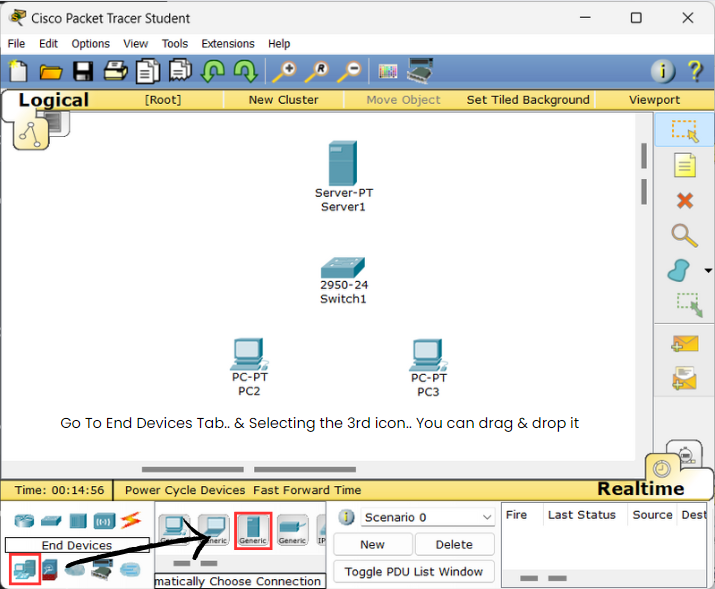 Cisco Packet Tracer Student
File Edit Options View Tools Extensions Help
R i ?
Logical [Root] New Cluster Move Object Set Tiled Background Viewport
Server-PT
Server1
2950-24
Switch1
PC-PT
PC2
PC-PT
PC3
Go To End Devices Tab.. & Selecting the 3rd icon.. You can drag & drop it
Time: 00:14:56 Power Cycle Devices Fast Forward Time Realtime
End Devices
Generic Generic
i Scenario 0
New Delete
Toggle PDU List Window
Fire Last Status Source Dest
matically Choose Connection